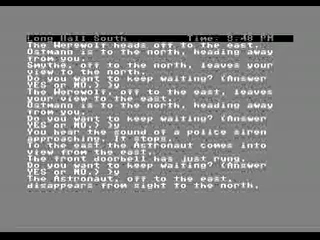 Long Hall South Time: 9:48 PM
The Werewolf heads off to the east.
Ostmann is to the north, heading away
from you.
Smythe, off to the north, leaves your
view to the north.
Do you want to keep waiting? (Answer
YES or NO.) >y
The Werewolf, off to the east, leaves
your view to the east.
Ostmann is to the north, heading away
from you.
Do you want to keep waiting? (Answer
YES or NO.) >y
You hear the sound of a police siren
approaching. It stops.
To the east the Astronaut comes into
view from the east.
The front doorbell has just rung.
Do you want to keep waiting? (Answer
YES or NO.) >y
The Astronaut, off to the east,
disappears from sight to the north.